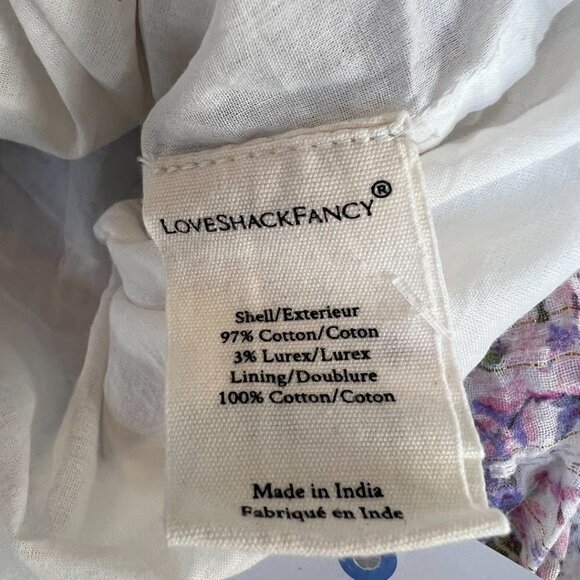 LOVESHACKFANCY®
Shell/Exterieur
97% Cotton/Coton
3% Lurex/Lurex
Lining/Doublure
100% Cotton/Coton
Made in India
Fabriqué en Inde